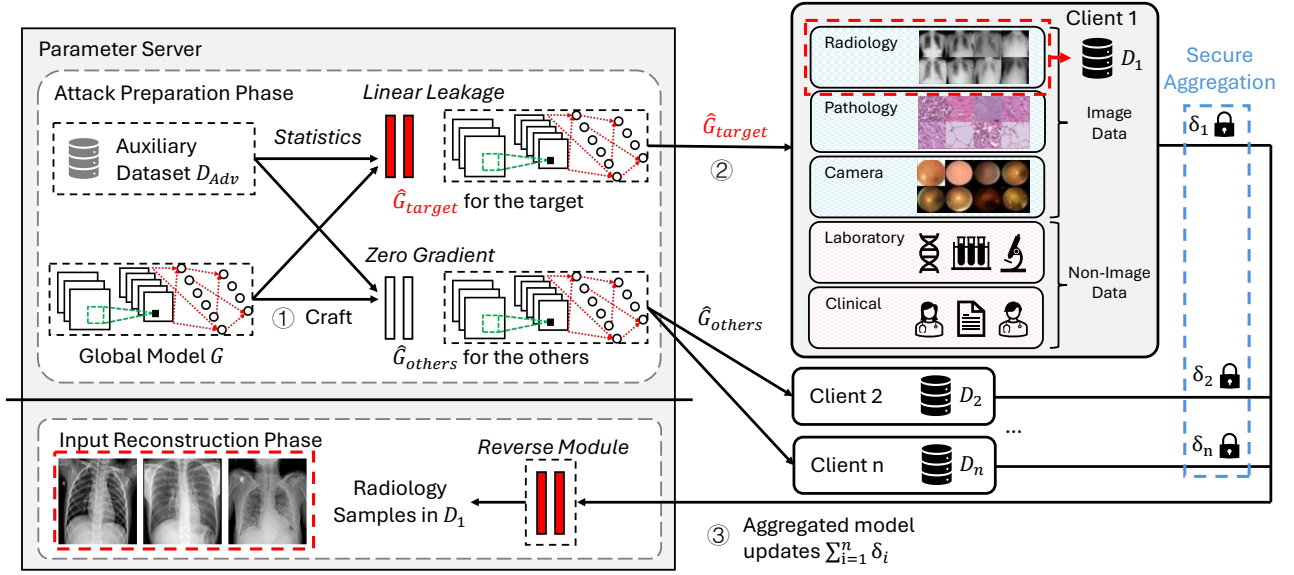 Parameter Server
Attack Preparation Phase
Auxiliary
Dataset D_Adv
Statistics
Linear Leakage
Ĝ_target for the target
Zero Gradient
① Craft
Global Model G
Ĝ_others for the others
Ĝ_target
②
Ĝ_others
Client 1
Radiology
D_1
Pathology
Image
Data
Camera
Laboratory
Non-Image
Data
Clinical
Client 2
D_2
...
Client n
D_n
Secure
Aggregation
δ_1
δ_2
δ_n
Input Reconstruction Phase
Reverse Module
Radiology
Samples in D_1
③ Aggregated model
updates ∑_{i=1}^{n} δ_i